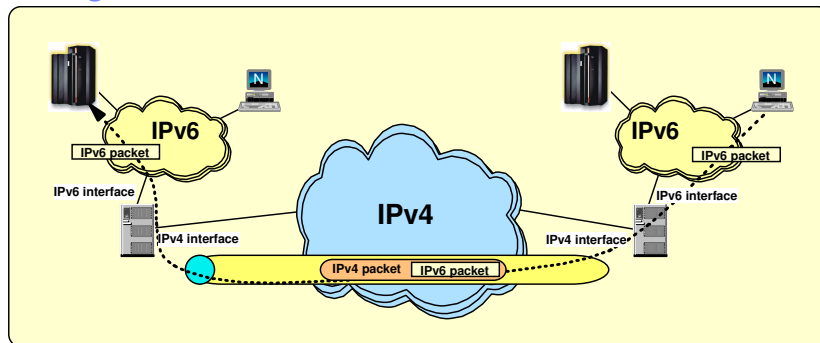 N
N
IPv6
IPv6
IPv6 packet
IPv6 packet
IPv6 interface
IPv6 interface
IPv4
IPv4 interface
IPv4 interface
IPv4 packet
IPv6 packet